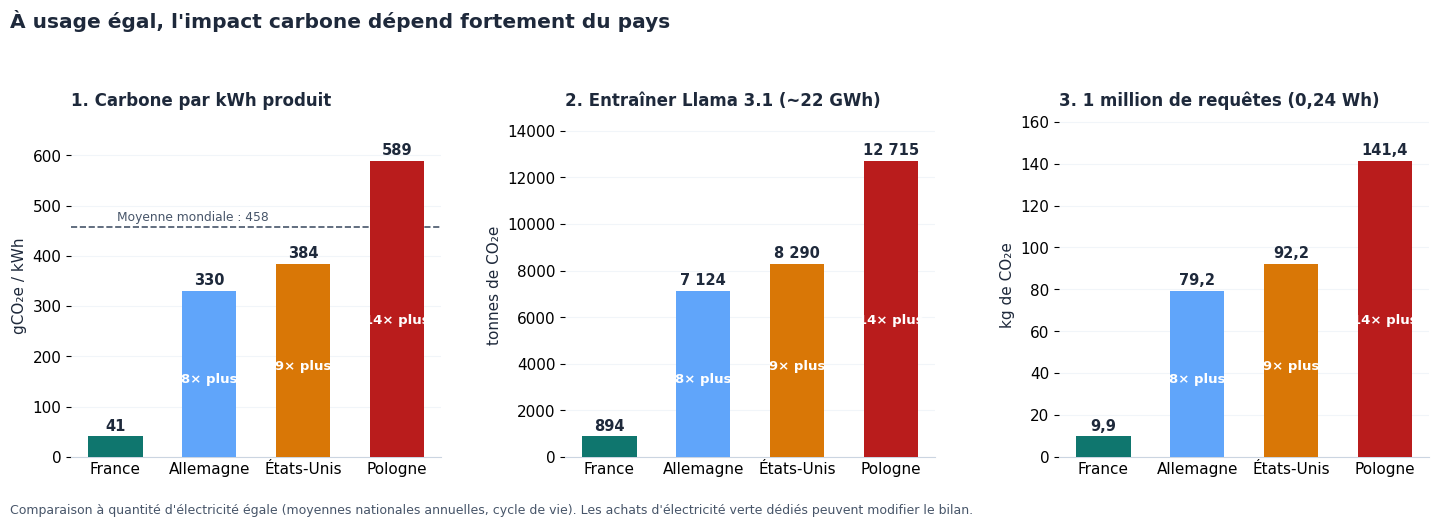 À usage égal, l'impact carbone dépend fortement du pays
1. Carbone par kWh produit
gCO₂e / kWh
600
500
400
300
200
100
0
Moyenne mondiale : 458
41
330
384
589
8× plus
9× plus
14× plus
France
Allemagne
États-Unis
Pologne
2. Entraîner Llama 3.1 (~22 GWh)
tonnes de CO₂e
14000
12000
10000
8000
6000
4000
2000
0
894
7 124
8 290
12 715
8× plus
9× plus
14× plus
France
Allemagne
États-Unis
Pologne
3. 1 million de requêtes (0,24 Wh)
kg de CO₂e
160
140
120
100
80
60
40
20
0
9,9
79,2
92,2
141,4
8× plus
9× plus
14× plus
France
Allemagne
États-Unis
Pologne
Comparaison à quantité d'électricité égale (moyennes nationales annuelles, cycle de vie). Les achats d'électricité verte dédiés peuvent modifier le bilan.